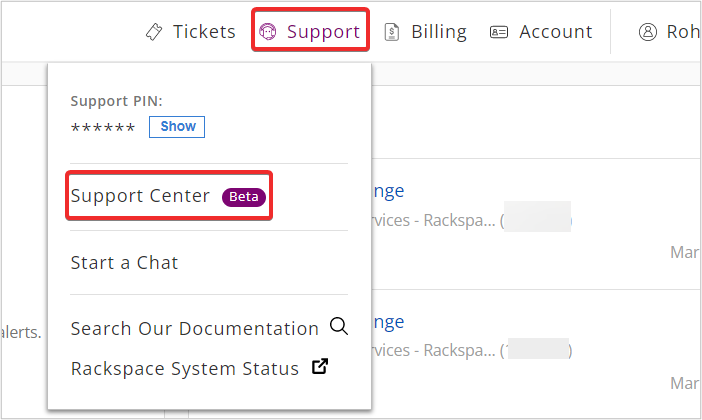 Tickets Support Billing Account Roh
Support PIN:
****** Show
Support Center Beta
nge
rvices - Rackspa... ( )
Mar
Start a Chat
Search Our Documentation
nge
alerts.
rvices - Rackspa... ( )
Rackspace System Status
Mar